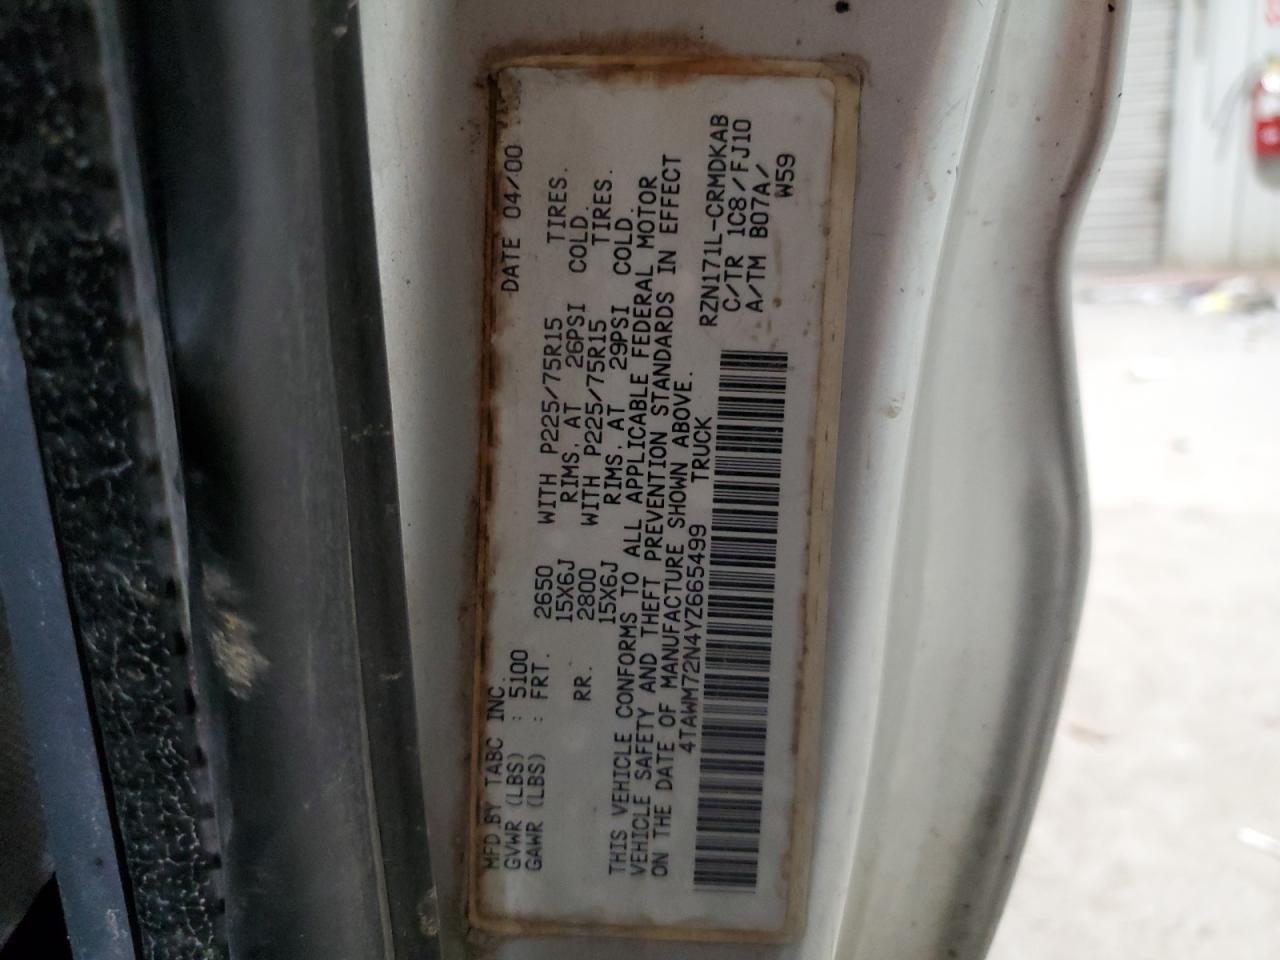 MFD.BY TABC INC. DATE 04/00
GVWR (LBS) : 5100
GAWR (LBS) : FRT. 2650 WITH P225/75R15 TIRES.
15X6J RIMS, AT 26PSI COLD.
RR. 2800 WITH P225/75R15 TIRES.
15X6J RIMS, AT 29PSI COLD.
THIS VEHICLE CONFORMS TO ALL APPLICABLE FEDERAL MOTOR
VEHICLE SAFETY AND THEFT PREVENTION STANDARDS IN EFFECT
ON THE DATE OF MANUFACTURE SHOWN ABOVE.
4TAWM72N4YZ665499 TRUCK
RZN171L-CRMDKAB
C/TR 1C8/FJ10
A/TM B07A/
W59